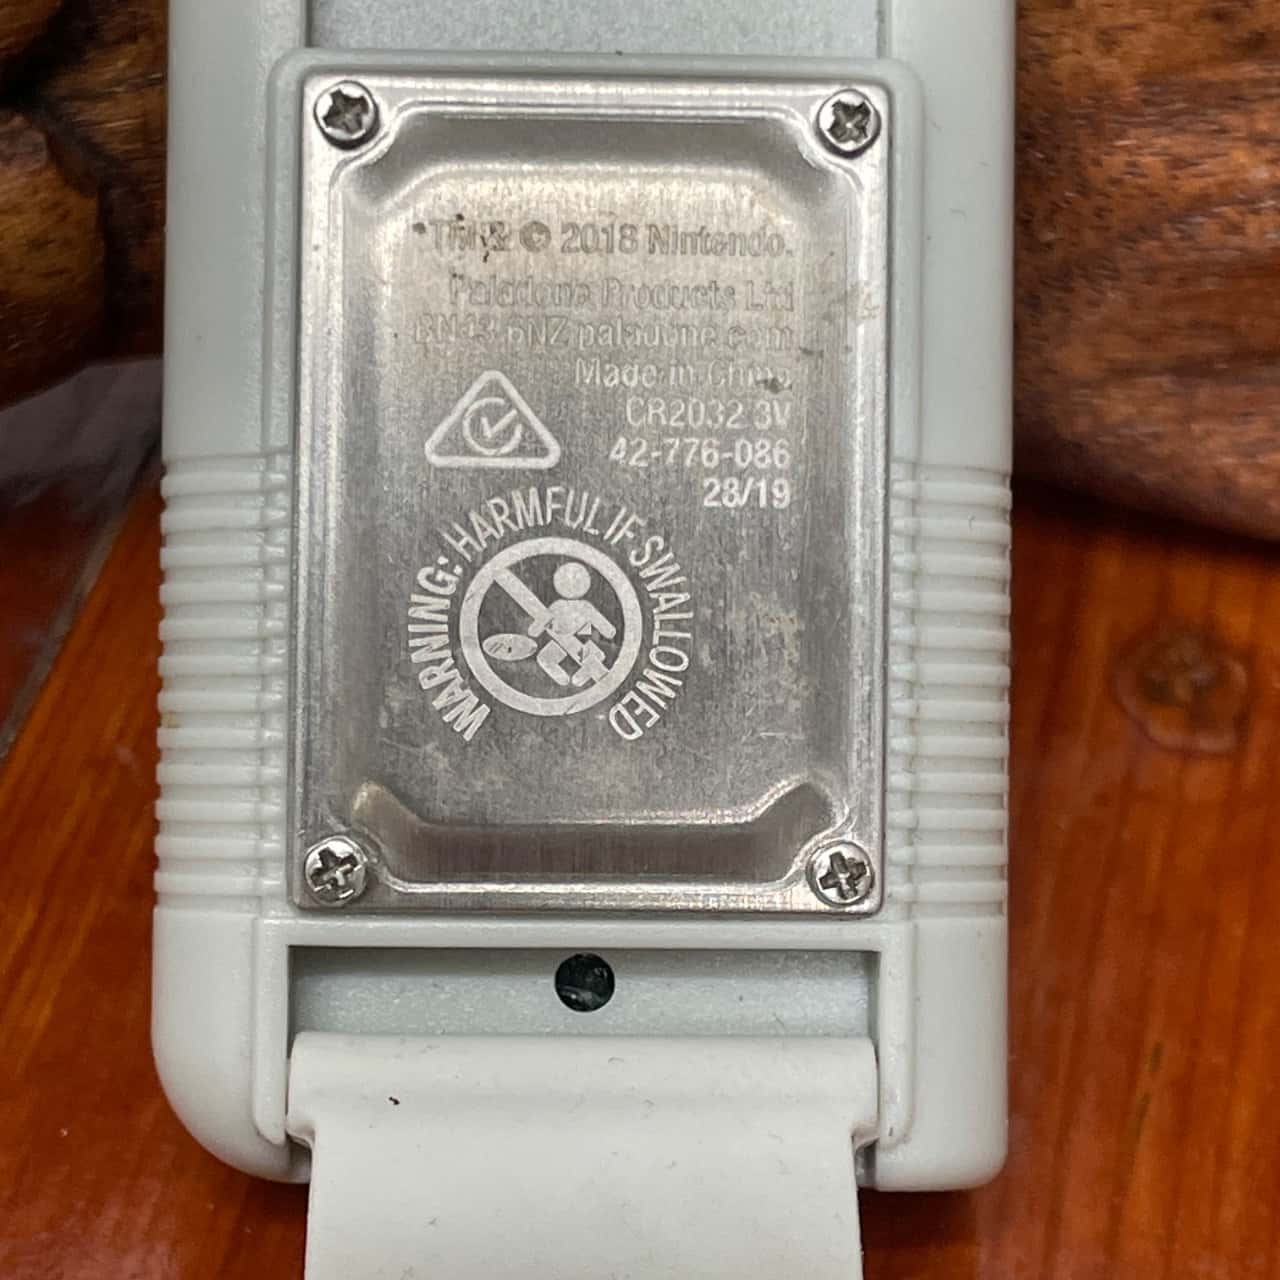 TM & © 2018 Nintendo.
Paladone Products Ltd
BN43 6NZ paladone.com
Made in China
CR2032 3V
42-776-086
28/19
WARNING: HARMFUL IF SWALLOWED